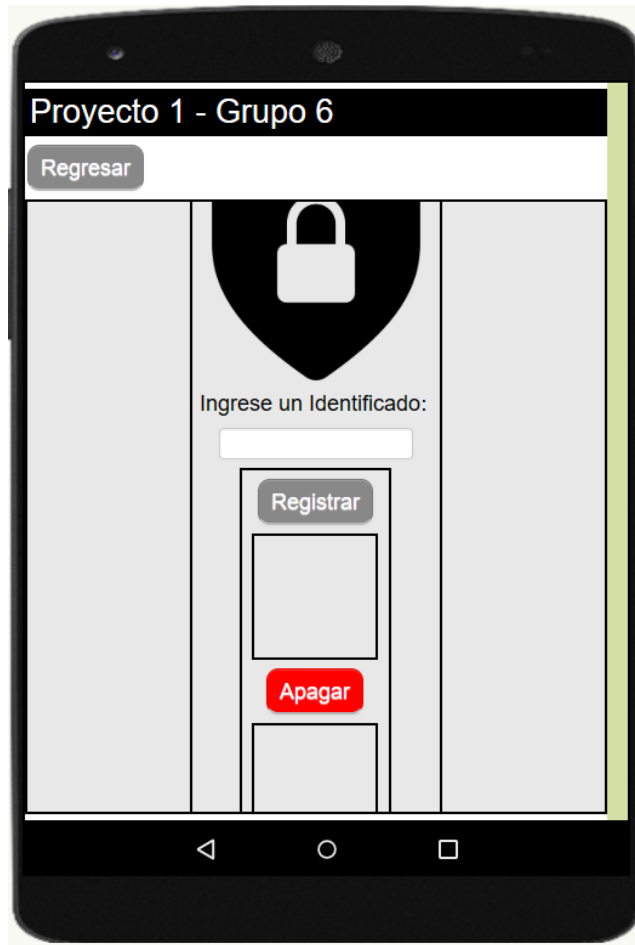 Proyecto 1 - Grupo 6
Regresar
Ingrese un Identificado:
Registrar
Apagar